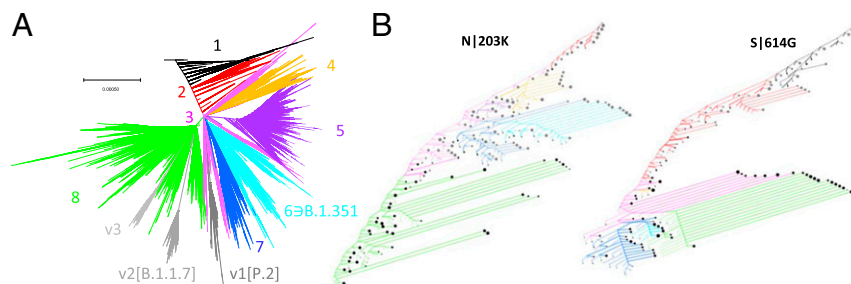 A
B
1
N|203K
S|614G
4
0.00050
2
3
5
8
6∋B.1.351
v3
7
v2[B.1.1.7]
v1[P.2]